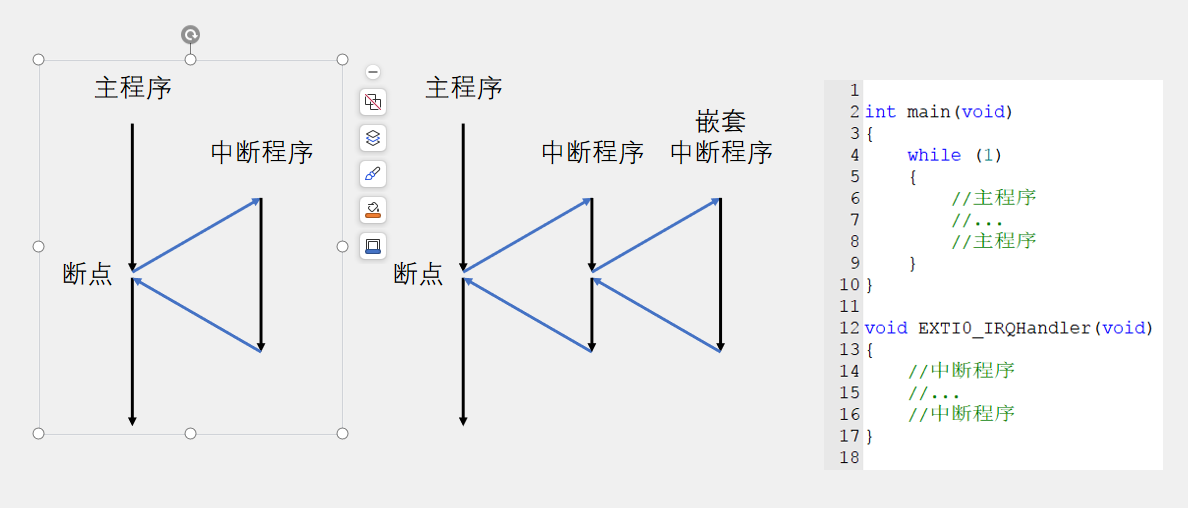 主程序
中断程序
断点
主程序
中断程序
嵌套
中断程序
断点
1
2 int main(void)
3 {
4     while (1)
5     {
6         //主程序
7         //...
8         //主程序
9     }
10 }
11
12 void EXTI0_IRQHandler(void)
13 {
14     //中断程序
15     //...
16     //中断程序
17 }
18